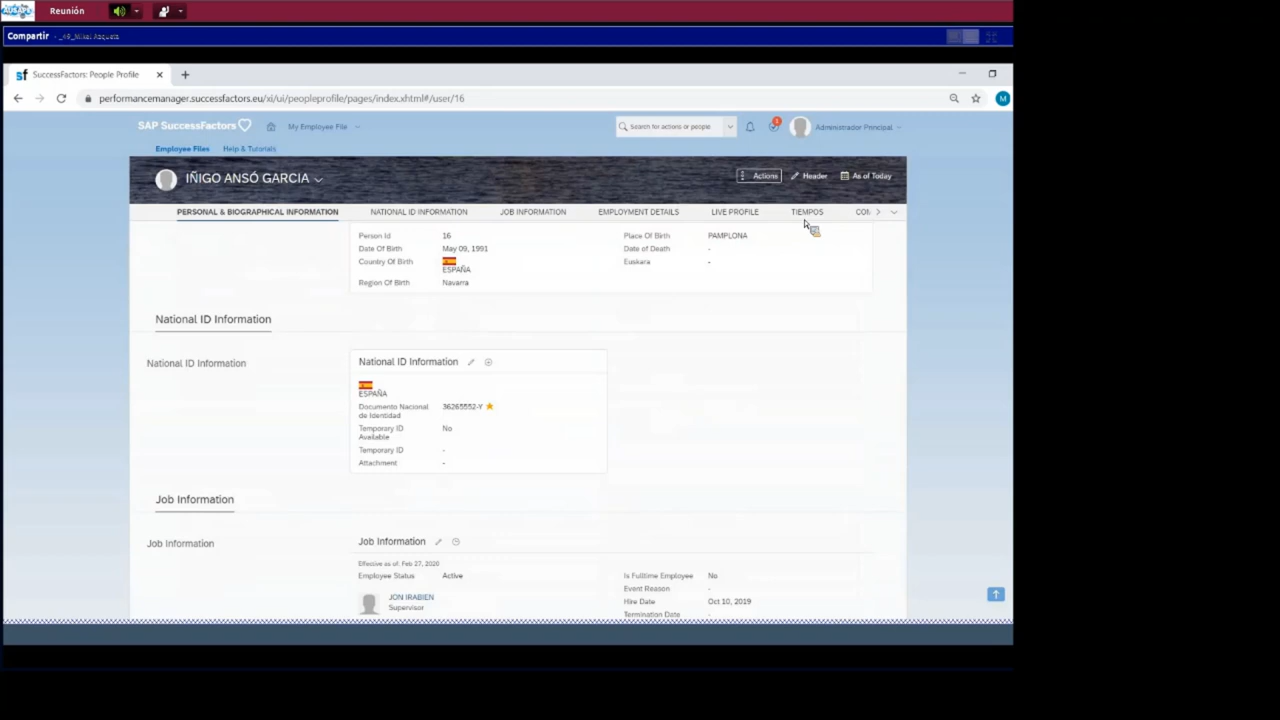 Reunión
Compartir - _49_Mikel Azqueta
SuccessFactors: People Profile
performancemanager.successfactors.eu/xi/ui/peopleprofile/pages/index.xhtml#/user/16
M
SAP SuccessFactors
My Employee File
Search for actions or people
Administrador Principal
Employee Files Help & Tutorials
IÑIGO ANSÓ GARCIA
Actions Header As of Today
PERSONAL & BIOGRAPHICAL INFORMATION NATIONAL ID INFORMATION JOB INFORMATION EMPLOYMENT DETAILS LIVE PROFILE TIEMPOS CON
Person Id 16 Place Of Birth PAMPLONA
Date Of Birth May 09, 1991 Date of Death -
Country Of Birth ESPAÑA Euskara -
Region Of Birth Navarra
National ID Information
National ID Information
National ID Information
ESPAÑA
Documento Nacional de Identidad 36265552-Y
Temporary ID Available No
Temporary ID -
Attachment -
Job Information
Job Information
Job Information
Effective as of: Feb 27, 2020
Employee Status Active Is Fulltime Employee No
Event Reason -
JON IRABIEN Hire Date Oct 10, 2019
Supervisor Termination Date -